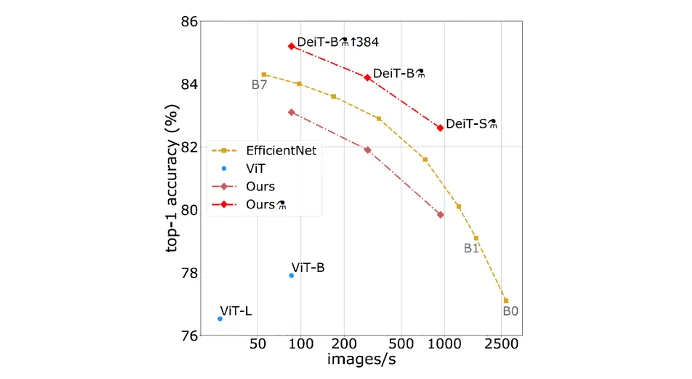 86
DeiT-B⚗↑384
DeiT-B⚗
84
B7
DeiT-S⚗
top-1 accuracy (%)
82
EfficientNet
ViT
Ours
Ours⚗
80
B1
78
ViT-B
ViT-L
B0
76
50 100 200 500 1000 2500
images/s